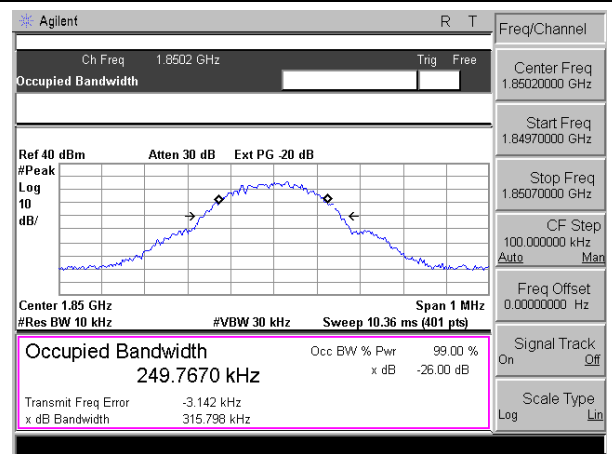 Agilent
R T
Freq/Channel
Ch Freq 1.8502 GHz Trig Free
Occupied Bandwidth
Center Freq
1.85020000 GHz
Start Freq
1.84970000 GHz
Ref 40 dBm Atten 30 dB Ext PG -20 dB
#Peak
Log
10
dB/
Stop Freq
1.85070000 GHz
CF Step
100.000000 kHz
Auto Man
Freq Offset
0.00000000 Hz
Center 1.85 GHz Span 1 MHz
#Res BW 10 kHz #VBW 30 kHz Sweep 10.36 ms (401 pts)
Signal Track
On Off
Occupied Bandwidth Occ BW % Pwr 99.00 %
249.7670 kHz x dB -26.00 dB
Transmit Freq Error -3.142 kHz
x dB Bandwidth 315.798 kHz
Scale Type
Log Lin